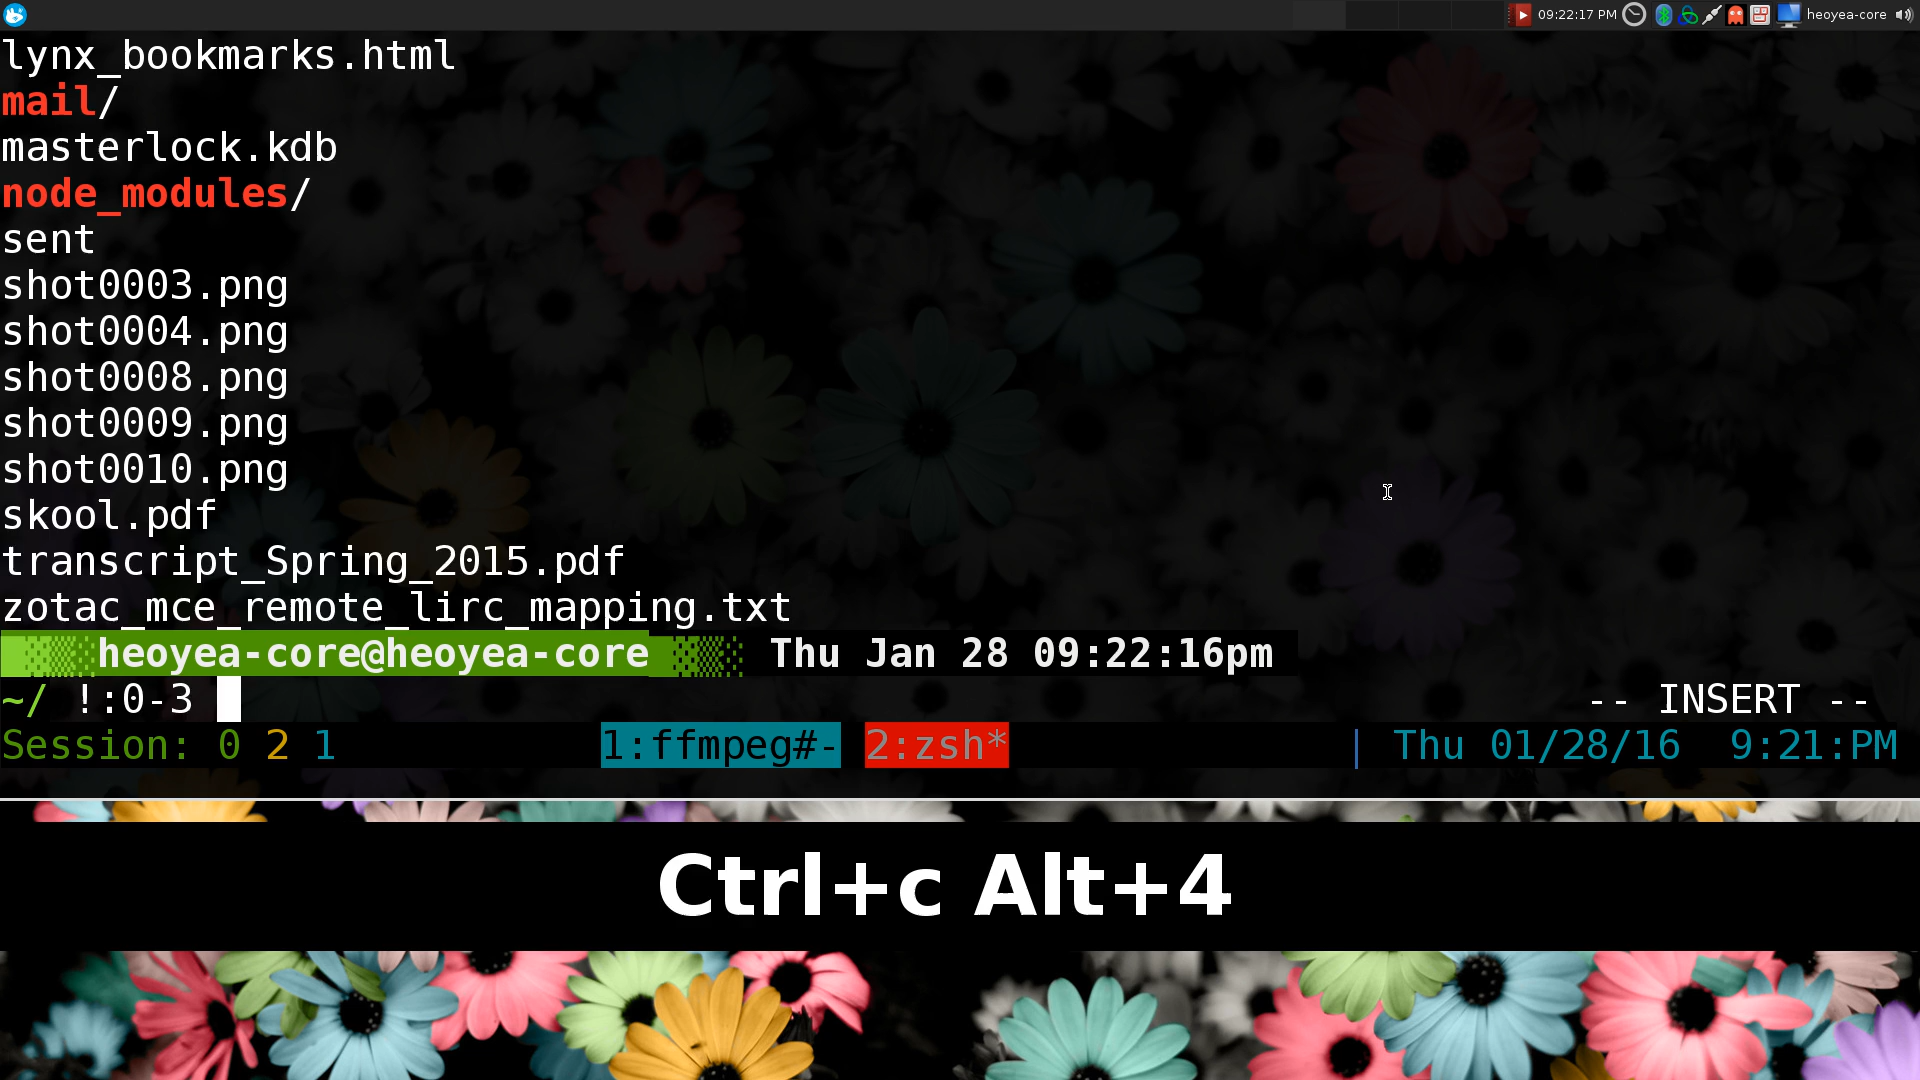 09:22:17 PM heoyea-core
lynx_bookmarks.html
mail/
masterlock.kdb
node_modules/
sent
shot0003.png
shot0004.png
shot0008.png
shot0009.png
shot0010.png
skool.pdf
transcript_Spring_2015.pdf
zotac_mce_remote_lirc_mapping.txt
heoyea-core@heoyea-core Thu Jan 28 09:22:16pm
~/ !:0-3 -- INSERT --
Session: 0 2 1 1:ffmpeg#- 2:zsh* | Thu 01/28/16 9:21:PM
Ctrl+c Alt+4